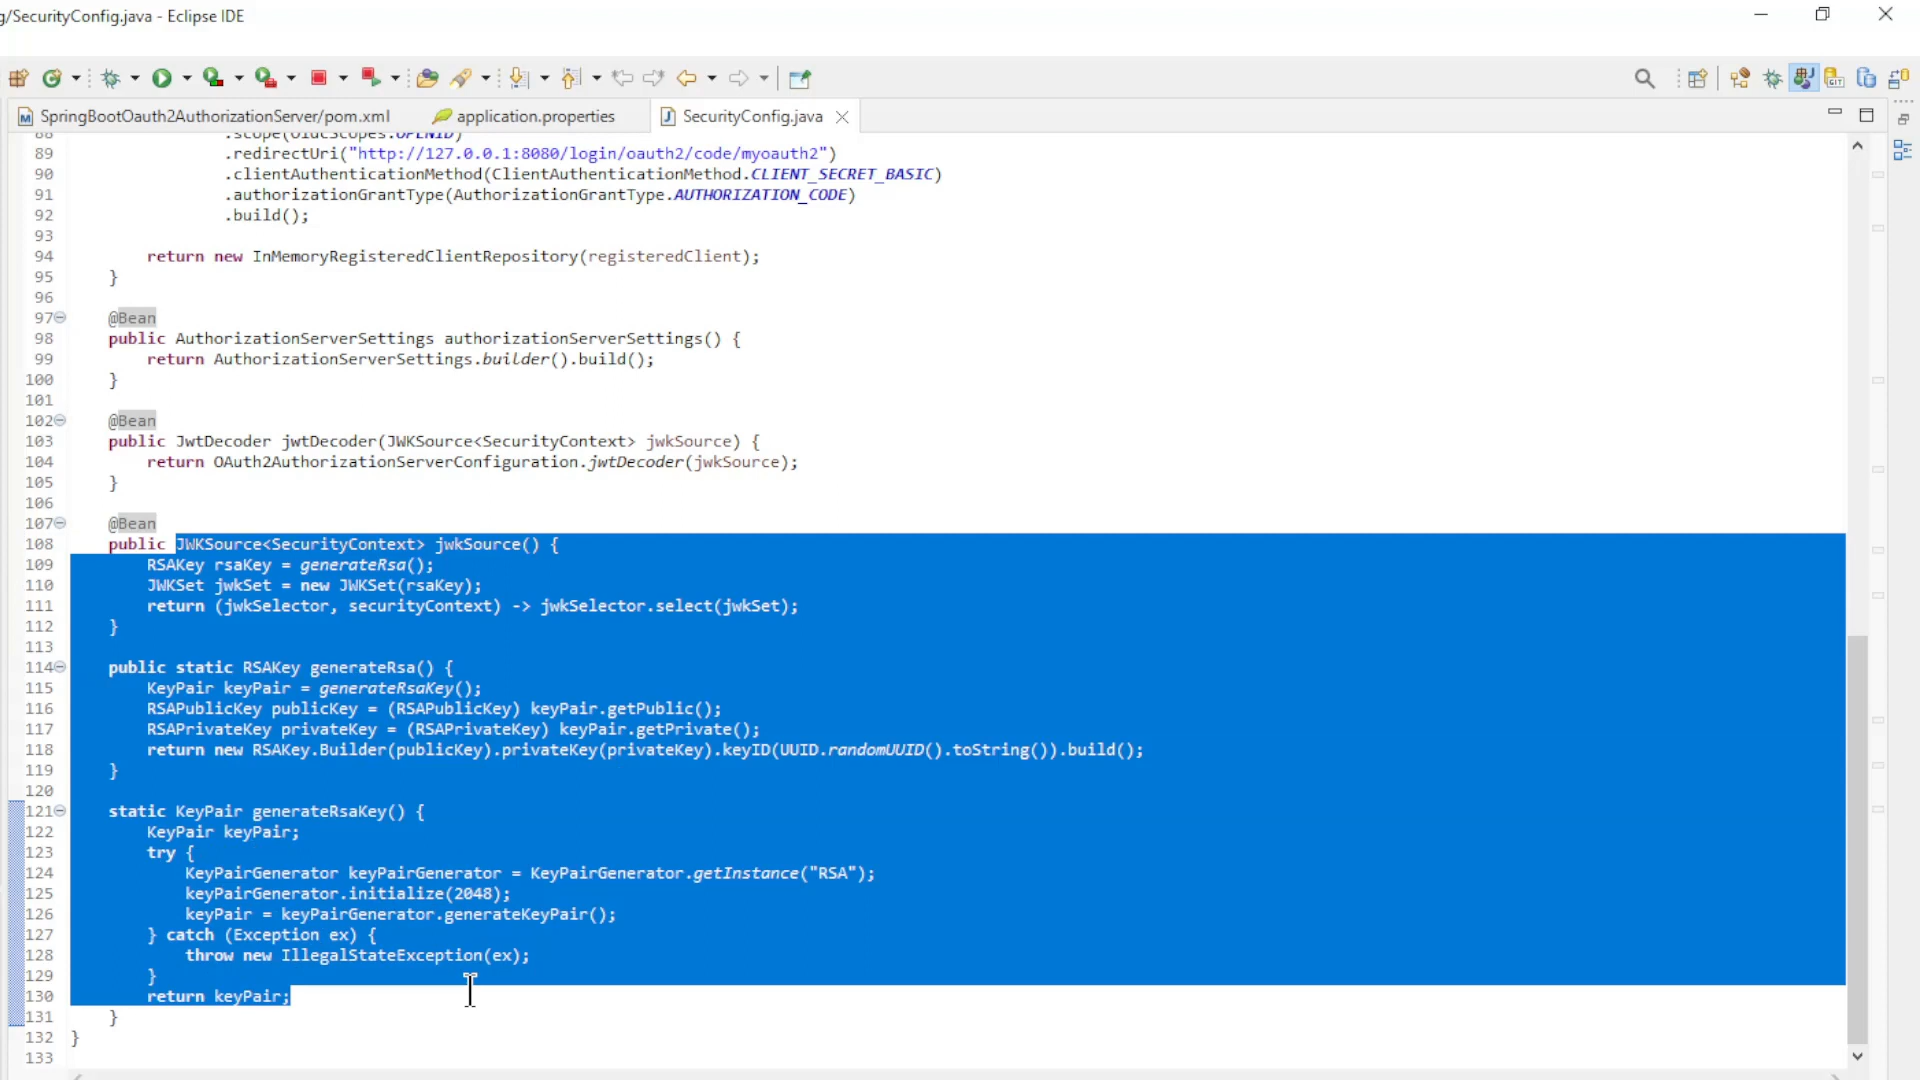 g/SecurityConfig.java - Eclipse IDE
SpringBootOauth2AuthorizationServer/pom.xml
application.properties
SecurityConfig.java
88 .scope(OidcScopes.OPENID)
89 .redirectUri("http://127.0.0.1:8080/login/oauth2/code/myoauth2")
90 .clientAuthenticationMethod(ClientAuthenticationMethod.CLIENT_SECRET_BASIC)
91 .authorizationGrantType(AuthorizationGrantType.AUTHORIZATION_CODE)
92 .build();
93
94 return new InMemoryRegisteredClientRepository(registeredClient);
95 }
96
97 @Bean
98 public AuthorizationServerSettings authorizationServerSettings() {
99 return AuthorizationServerSettings.builder().build();
100 }
101
102 @Bean
103 public JwtDecoder jwtDecoder(JWKSource<SecurityContext> jwkSource) {
104 return OAuth2AuthorizationServerConfiguration.jwtDecoder(jwkSource);
105 }
106
107 @Bean
108 public JWKSource<SecurityContext> jwkSource() {
109 RSAKey rsaKey = generateRsa();
110 JWKSet jwkSet = new JWKSet(rsaKey);
111 return (jwkSelector, securityContext) -> jwkSelector.select(jwkSet);
112 }
113
114 public static RSAKey generateRsa() {
115 KeyPair keyPair = generateRsaKey();
116 RSAPublicKey publicKey = (RSAPublicKey) keyPair.getPublic();
117 RSAPrivateKey privateKey = (RSAPrivateKey) keyPair.getPrivate();
118 return new RSAKey.Builder(publicKey).privateKey(privateKey).keyID(UUID.randomUUID().toString()).build();
119 }
120
121 static KeyPair generateRsaKey() {
122 KeyPair keyPair;
123 try {
124 KeyPairGenerator keyPairGenerator = KeyPairGenerator.getInstance("RSA");
125 keyPairGenerator.initialize(2048);
126 keyPair = keyPairGenerator.generateKeyPair();
127 } catch (Exception ex) {
128 throw new IllegalStateException(ex);
129 }
130 return keyPair;
131 }
132 }
133